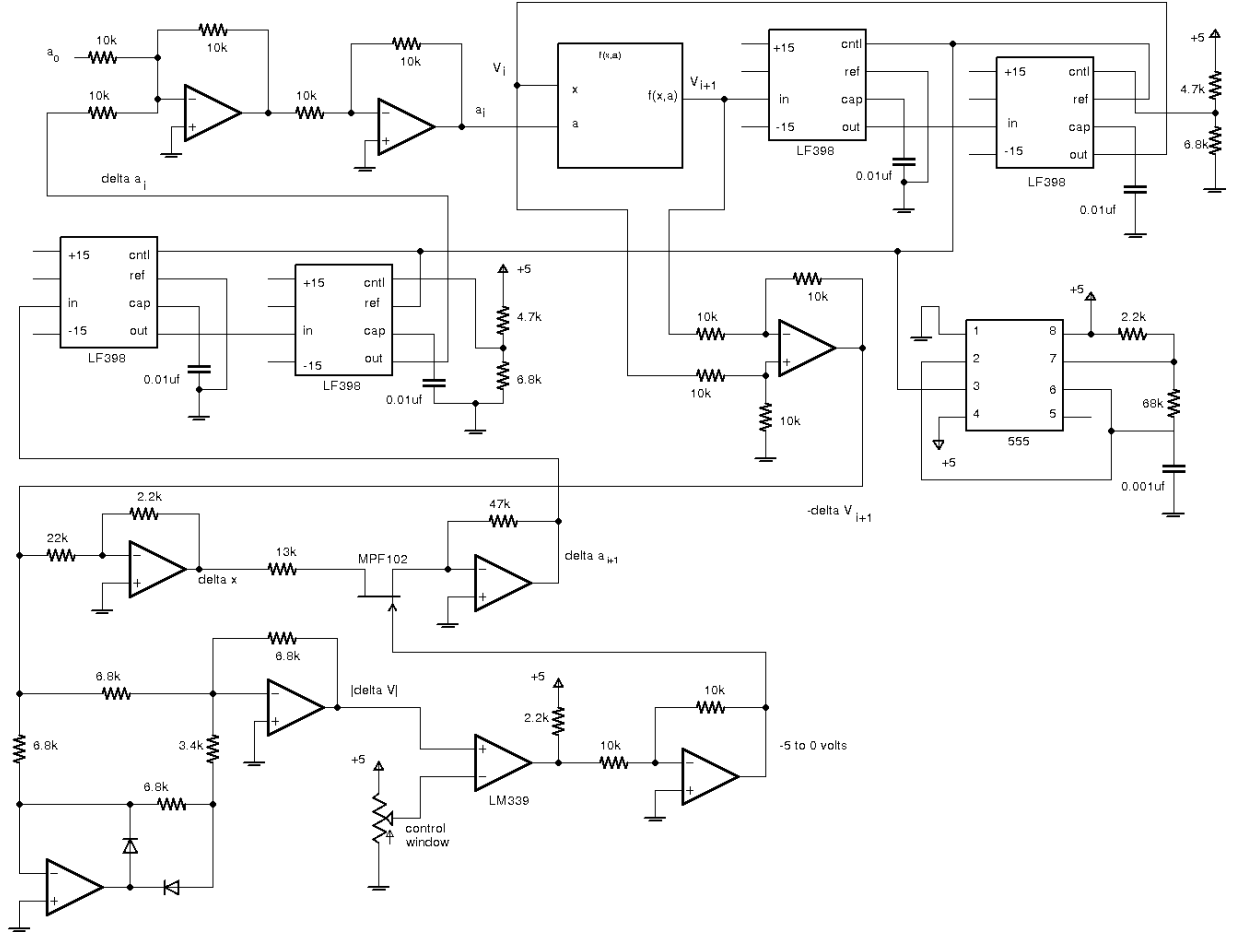 a0
10k
10k
10k
10k
10k
ai
delta ai
Vi
f(x,a)
x
a
f(x,a)
Vi+1
+15
in
-15
cntl
ref
cap
out
LF398
0.01uf
+15
in
-15
cntl
ref
cap
out
LF398
0.01uf
+5
4.7k
6.8k
+15
in
-15
cntl
ref
cap
out
LF398
0.01uf
+15
in
-15
cntl
ref
cap
out
LF398
0.01uf
+5
4.7k
6.8k
10k
10k
10k
10k
-delta Vi+1
1
2
3
4
8
7
6
5
555
+5
+5
2.2k
68k
0.001uf
22k
2.2k
delta x
13k
MPF102
47k
delta ai+1
6.8k
6.8k
6.8k
3.4k
6.8k
|delta V|
+5
control
window
LM339
+5
2.2k
10k
10k
-5 to 0 volts